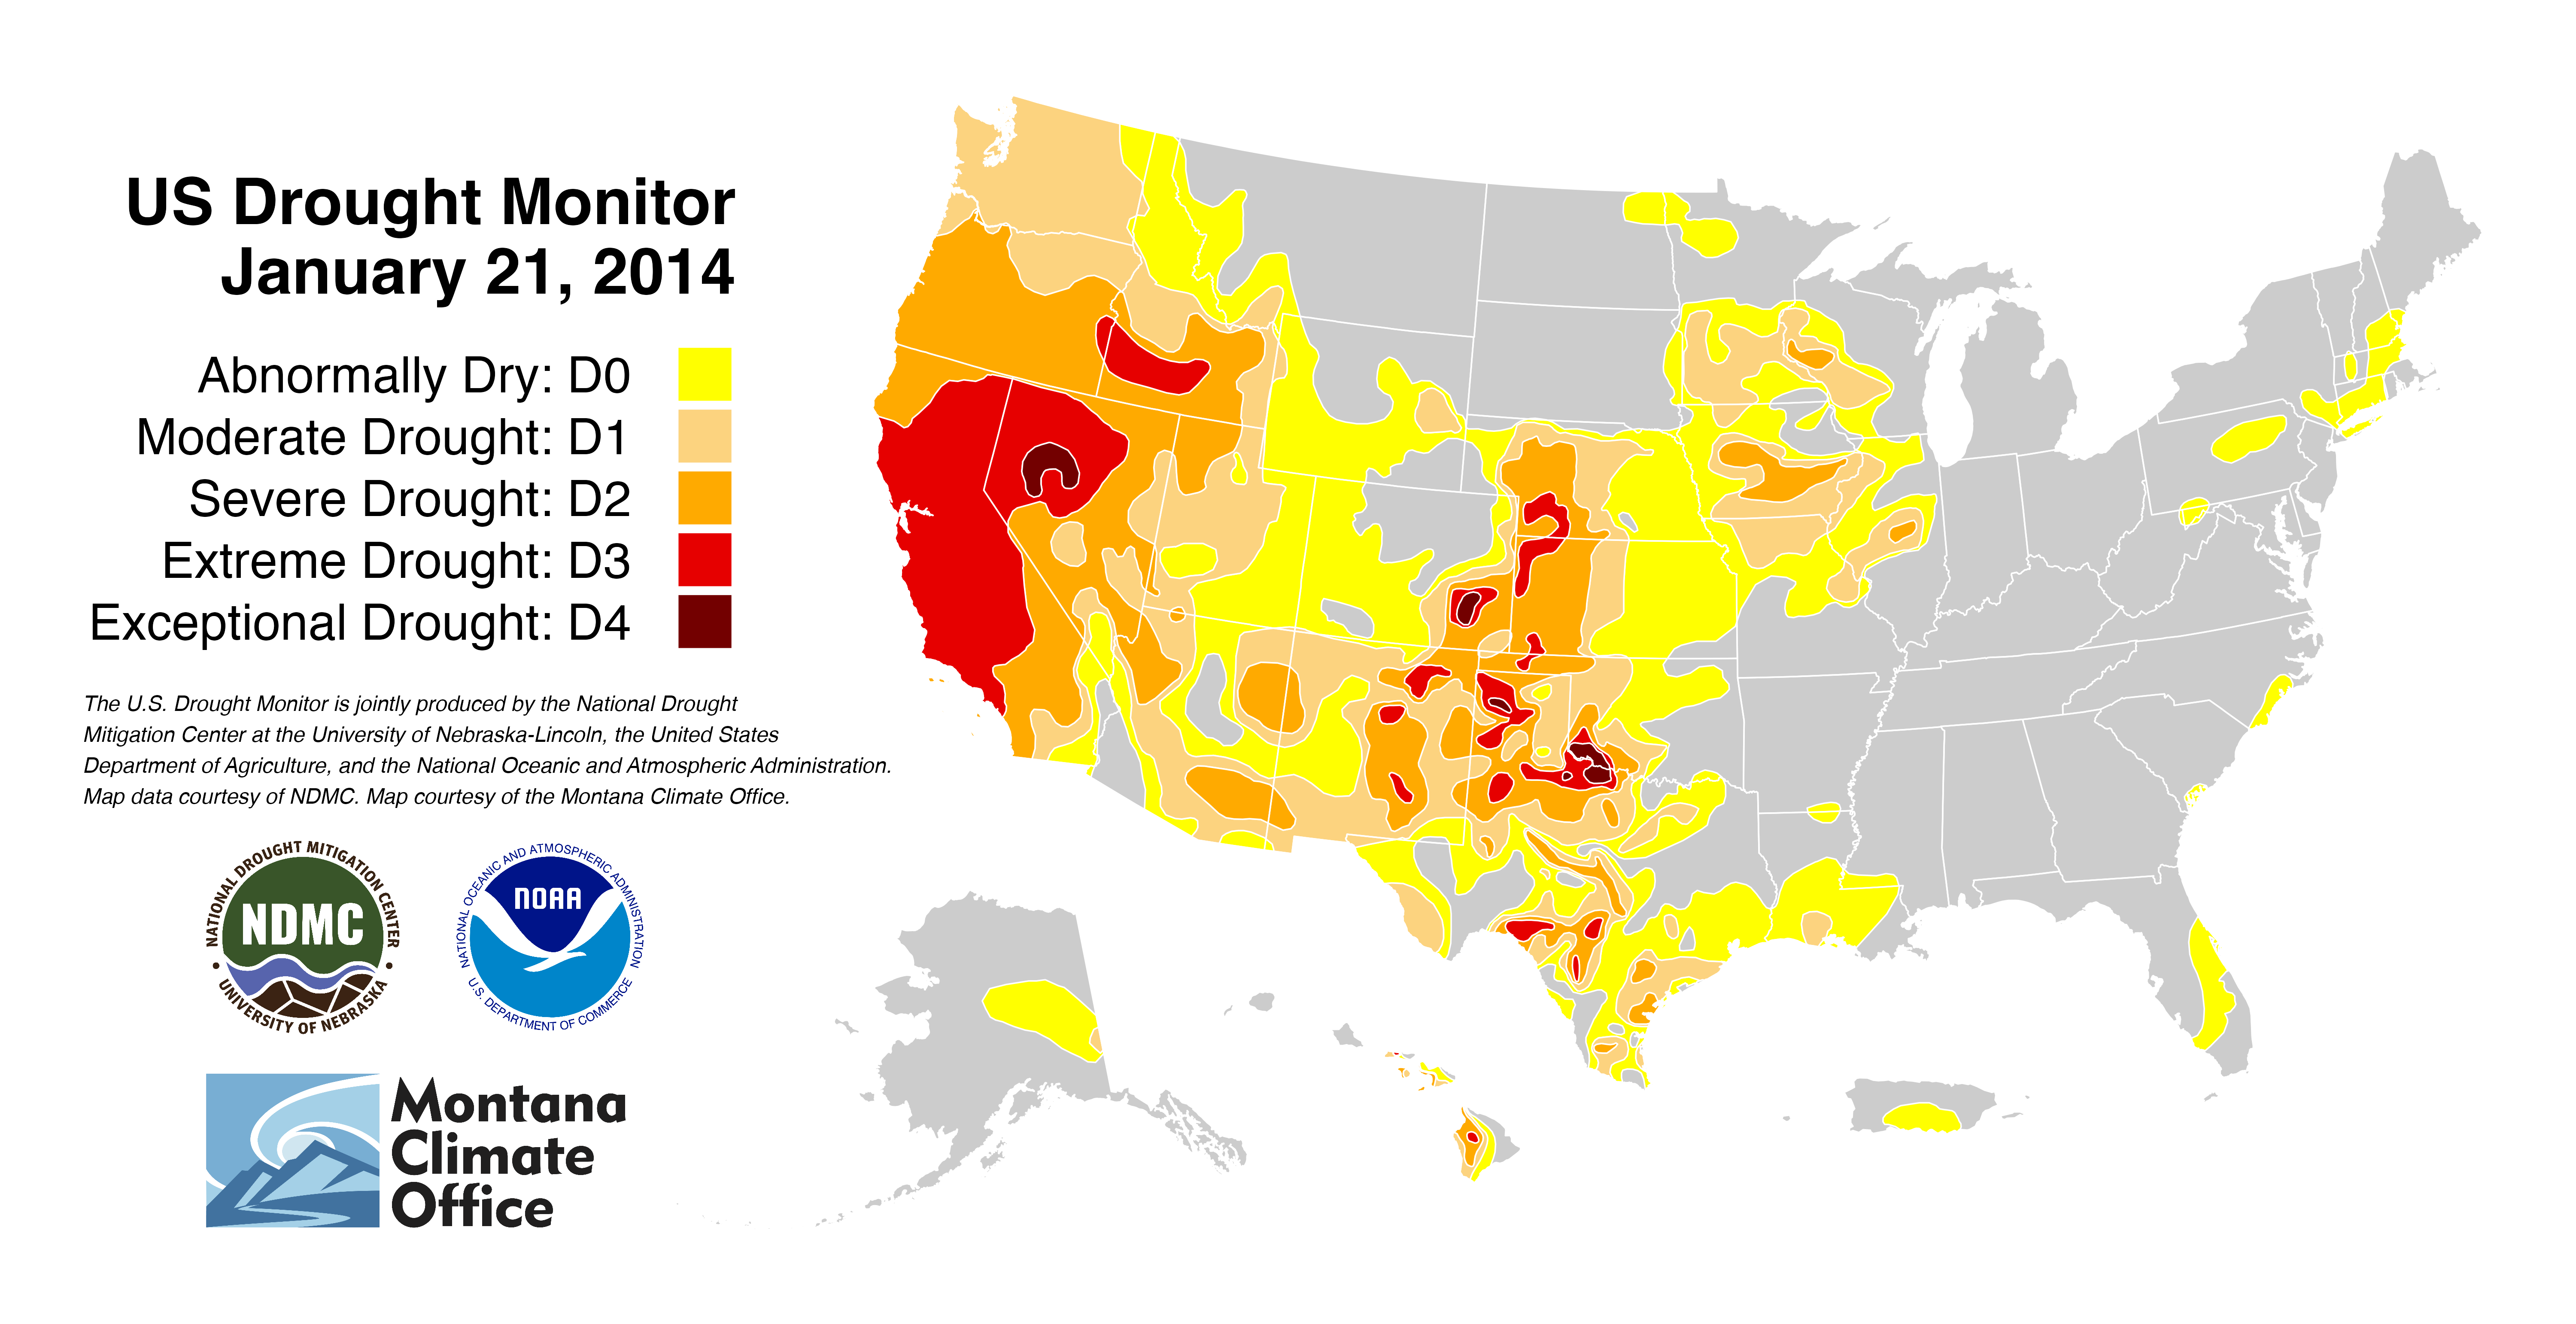 US Drought Monitor
January 21, 2014
Abnormally Dry: D0
Moderate Drought: D1
Severe Drought: D2
Extreme Drought: D3
Exceptional Drought: D4
The U.S. Drought Monitor is jointly produced by the National Drought
Mitigation Center at the University of Nebraska-Lincoln, the United States
Department of Agriculture, and the National Oceanic and Atmospheric Administration.
Map data courtesy of NDMC. Map courtesy of the Montana Climate Office.
NATIONAL DROUGHT MITIGATION CENTER
NDMC
• UNIVERSITY OF NEBRASKA •
NATIONAL OCEANIC AND ATMOSPHERIC ADMINISTRATION
NOAA
U.S. DEPARTMENT OF COMMERCE
Montana
Climate
Office